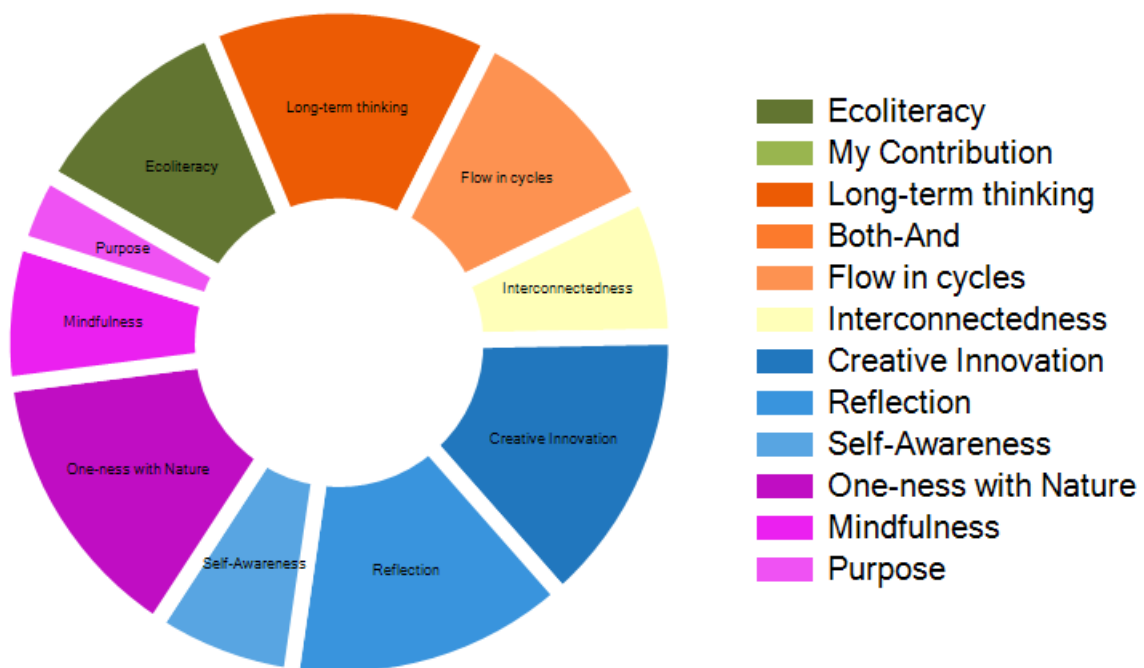 Long-term thinking
Ecoliteracy
Flow in cycles
Purpose
Interconnectedness
Mindfulness
Creative Innovation
One-ness with Nature
Self-Awareness
Reflection
Ecoliteracy
My Contribution
Long-term thinking
Both-And
Flow in cycles
Interconnectedness
Creative Innovation
Reflection
Self-Awareness
One-ness with Nature
Mindfulness
Purpose